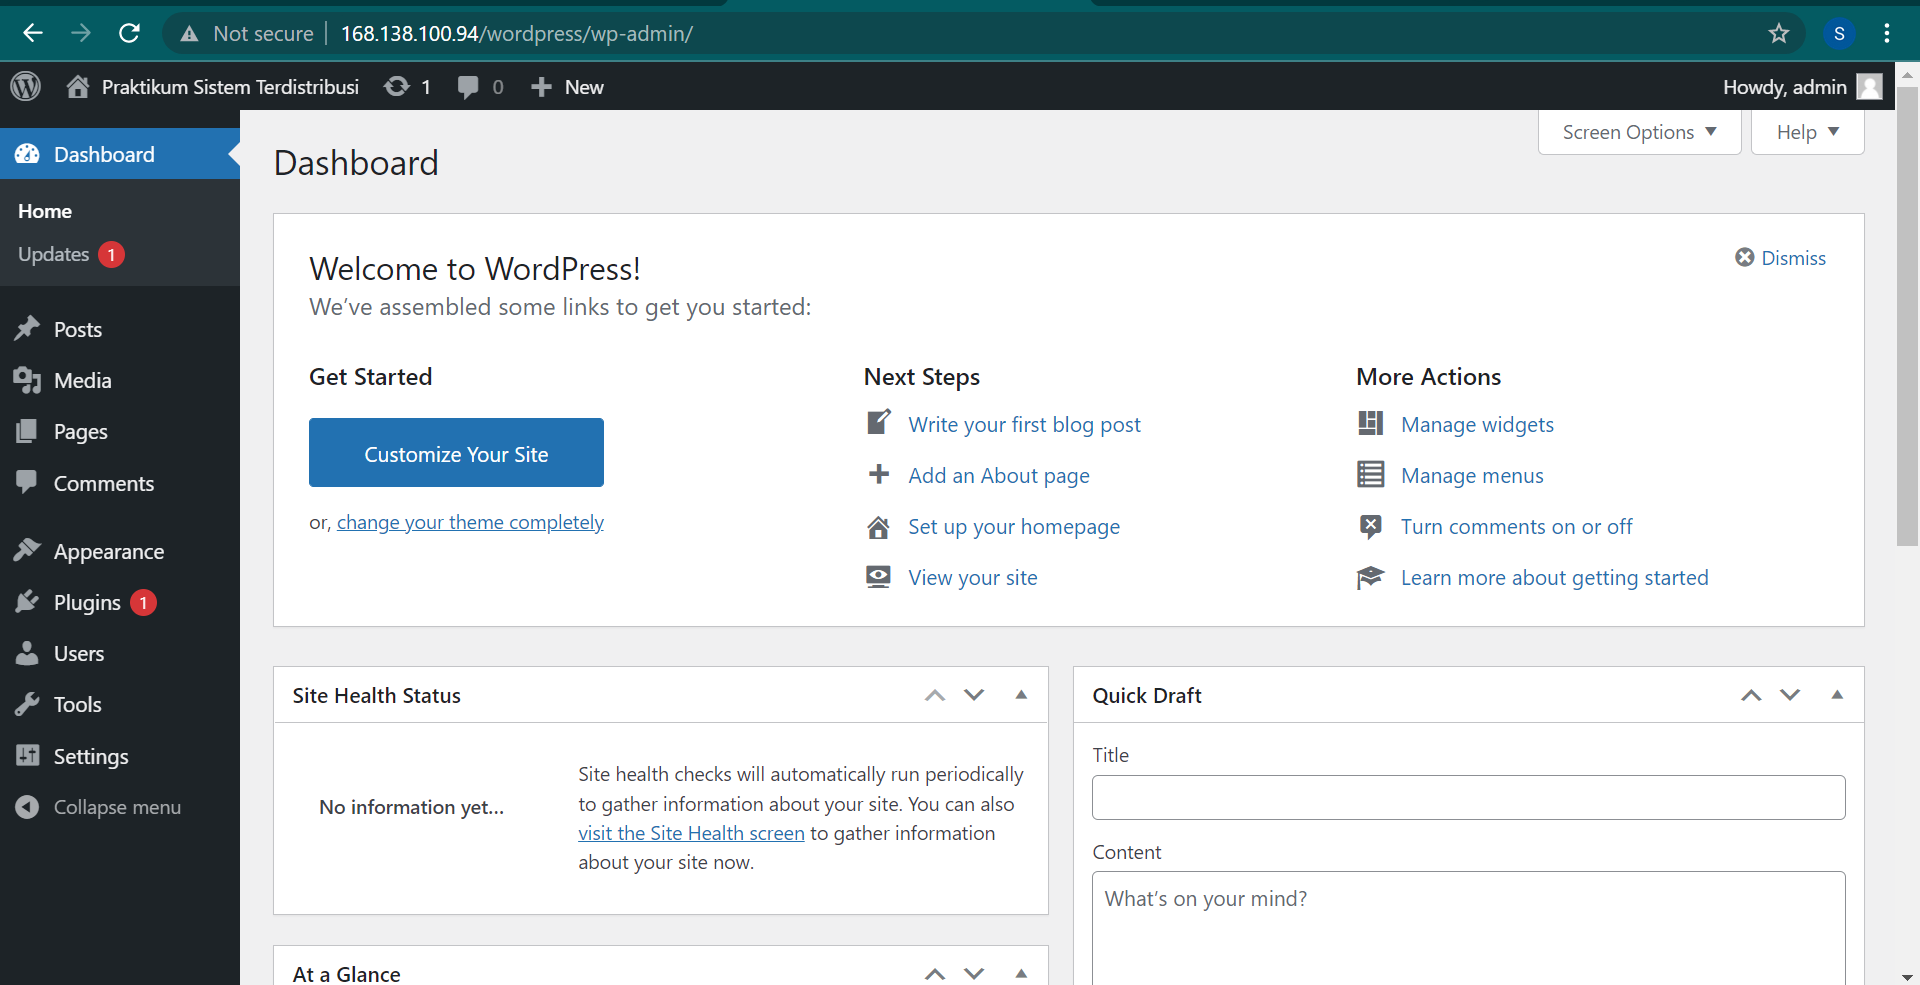 Not secure 168.138.100.94/wordpress/wp-admin/ S
Praktikum Sistem Terdistribusi 1 0 New Howdy, admin
Dashboard
Home
Updates 1
Posts
Media
Pages
Comments
Appearance
Plugins 1
Users
Tools
Settings
Collapse menu
Screen Options Help
Dashboard
Welcome to WordPress!
Dismiss
We’ve assembled some links to get you started:
Get Started
Customize Your Site
or, change your theme completely
Next Steps
Write your first blog post
Add an About page
Set up your homepage
View your site
More Actions
Manage widgets
Manage menus
Turn comments on or off
Learn more about getting started
Site Health Status
No information yet…
Site health checks will automatically run periodically
to gather information about your site. You can also
visit the Site Health screen to gather information
about your site now.
At a Glance
Quick Draft
Title
Content
What’s on your mind?